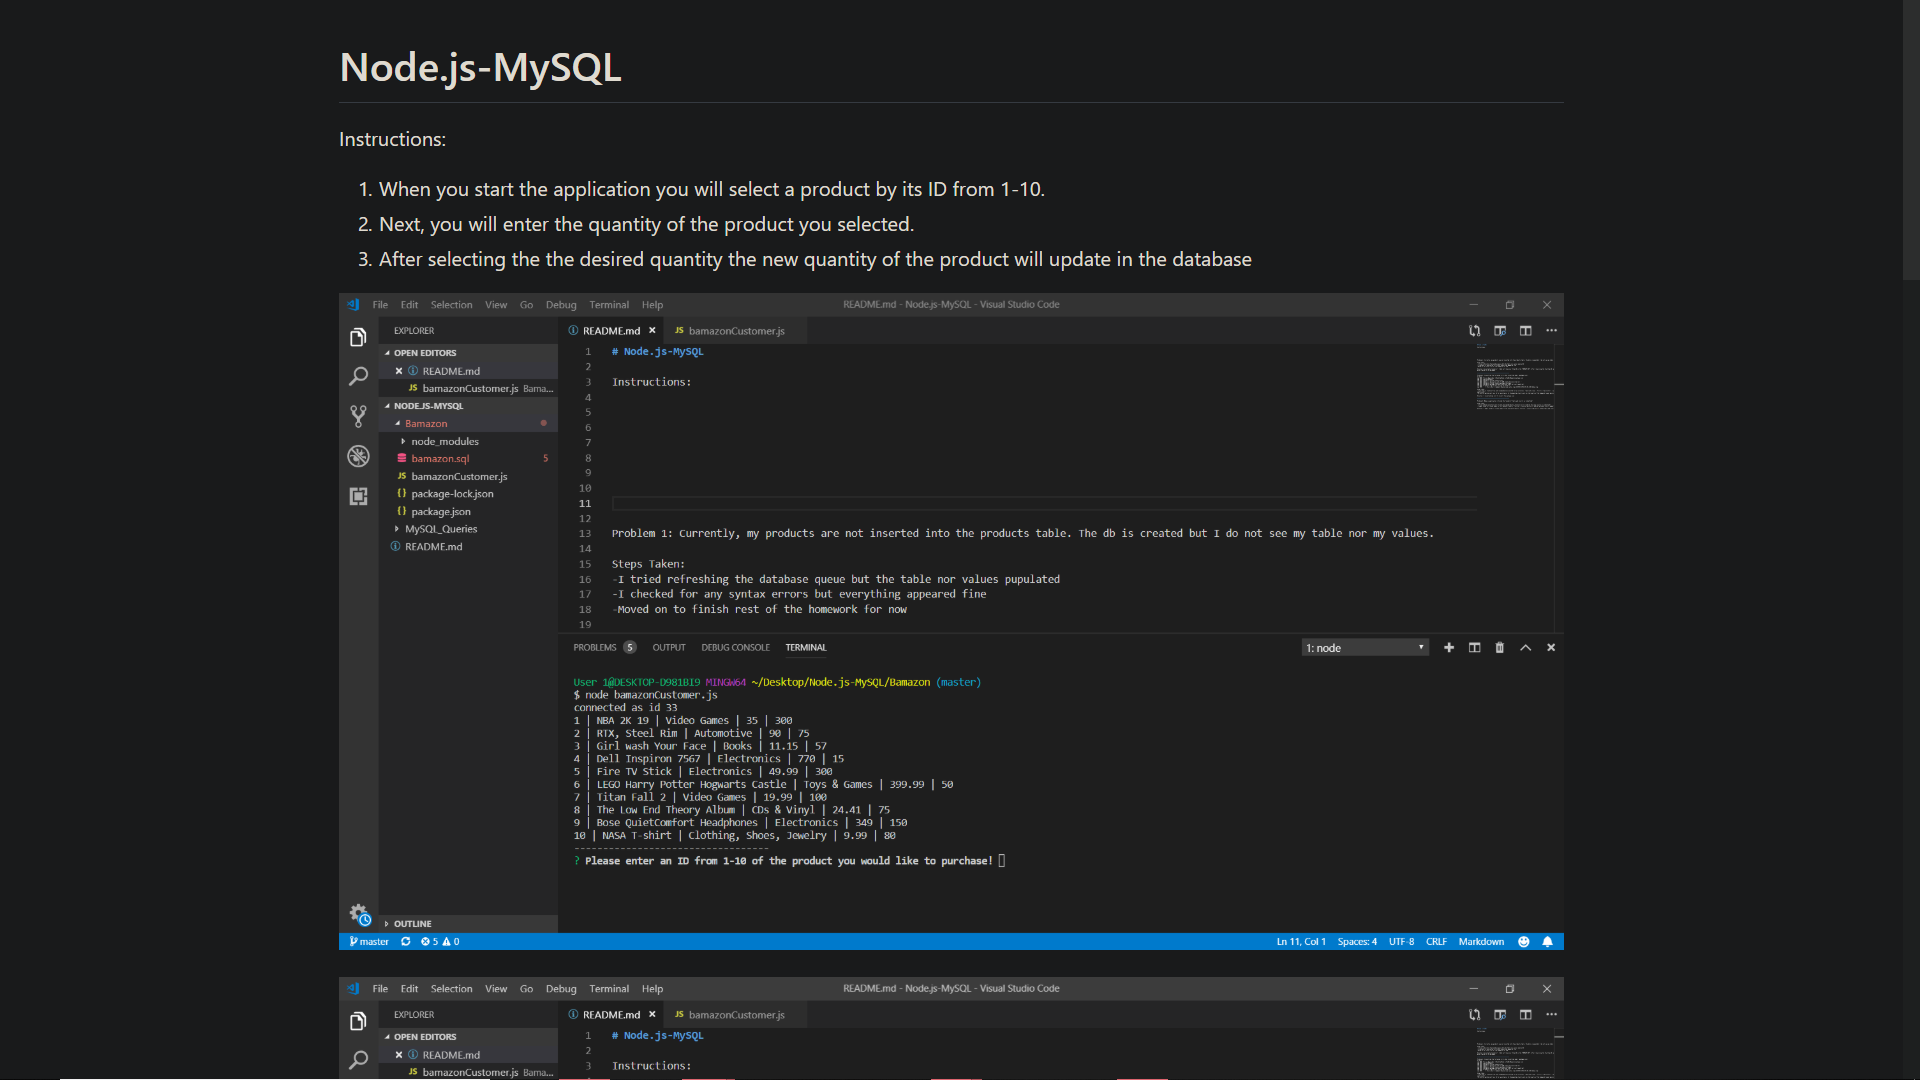 Node.js-MySQL
Instructions:
1. When you start the application you will select a product by its ID from 1-10.
2. Next, you will enter the quantity of the product you selected.
3. After selecting the the desired quantity the new quantity of the product will update in the database
File Edit Selection View Go Debug Terminal Help README.md - Node.js-MySQL - Visual Studio Code
EXPLORER
README.md
JS bamazonCustomer.js
OPEN EDITORS
README.md
JS bamazonCustomer.js Bama...
NODE.JS-MYSQL
Bamazon
node_modules
bamazon.sql 5
JS bamazonCustomer.js
{} package-lock.json
{} package.json
MySQL_Queries
README.md
OUTLINE
1 # Node.js-MySQL
2
3 Instructions:
4
5
6
7
8
9
10
11
12
13 Problem 1: Currently, my products are not inserted into the products table. The db is created but I do not see my table nor my values.
14
15 Steps Taken:
16 -I tried refreshing the database queue but the table nor values pupulated
17 -I checked for any syntax errors but everything appeared fine
18 -Moved on to finish rest of the homework for now
19
PROBLEMS 5 OUTPUT DEBUG CONSOLE TERMINAL 1: node
User 1@DESKTOP-D981BI9 MINGW64 ~/Desktop/Node.js-MySQL/Bamazon (master)
$ node bamazonCustomer.js
connected as id 33
1 | NBA 2K 19 | Video Games | 35 | 300
2 | RTX, Steel Rim | Automotive | 90 | 75
3 | Girl wash Your Face | Books | 11.15 | 57
4 | Dell Inspiron 7567 | Electronics | 770 | 15
5 | Fire TV Stick | Electronics | 49.99 | 300
6 | LEGO Harry Potter Hogwarts Castle | Toys & Games | 399.99 | 50
7 | Titan Fall 2 | Video Games | 19.99 | 100
8 | The Low End Theory Album | CDs & Vinyl | 24.41 | 75
9 | Bose QuietComfort Headphones | Electronics | 349 | 150
10 | NASA T-shirt | Clothing, Shoes, Jewelry | 9.99 | 80
----------------------------------
? Please enter an ID from 1-10 of the product you would like to purchase!
master 5 0 Ln 11, Col 1 Spaces: 4 UTF-8 CRLF Markdown
File Edit Selection View Go Debug Terminal Help README.md - Node.js-MySQL - Visual Studio Code
EXPLORER
README.md
JS bamazonCustomer.js
OPEN EDITORS
README.md
JS bamazonCustomer.js Bama...
1 # Node.js-MySQL
2
3 Instructions: